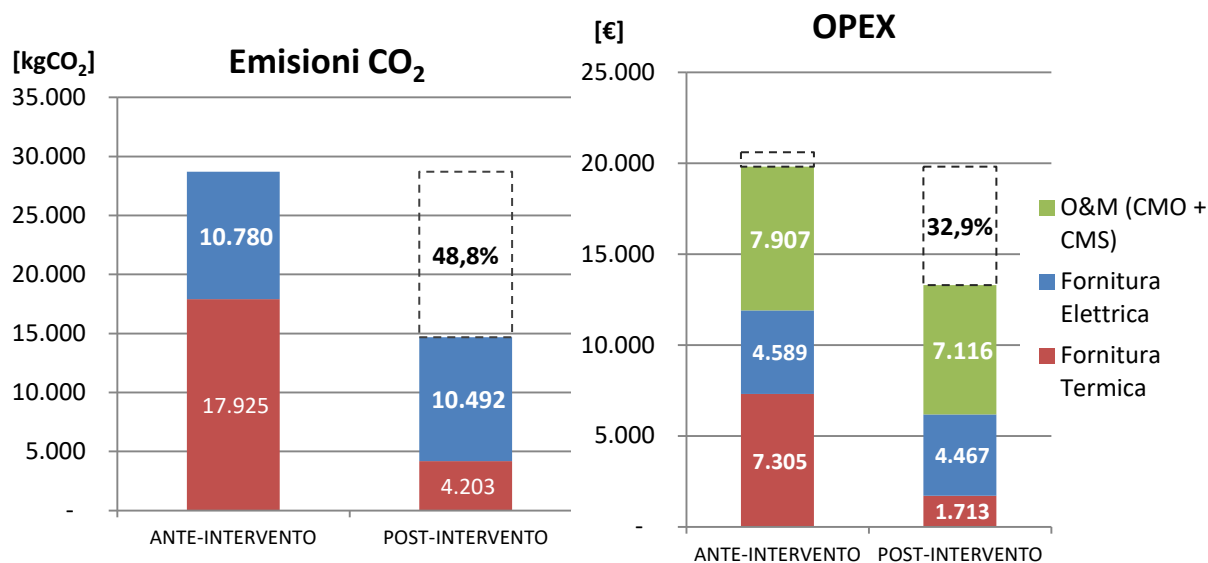 [kgCO2]
Emisioni CO2
35.000
30.000
25.000
20.000
15.000
10.000
5.000
-
10.780
17.925
48,8%
10.492
4.203
ANTE-INTERVENTO
POST-INTERVENTO
[€]
OPEX
25.000
20.000
15.000
10.000
5.000
-
7.907
4.589
7.305
32,9%
7.116
4.467
1.713
ANTE-INTERVENTO
POST-INTERVENTO
O&M (CMO +
CMS)
Fornitura
Elettrica
Fornitura
Termica